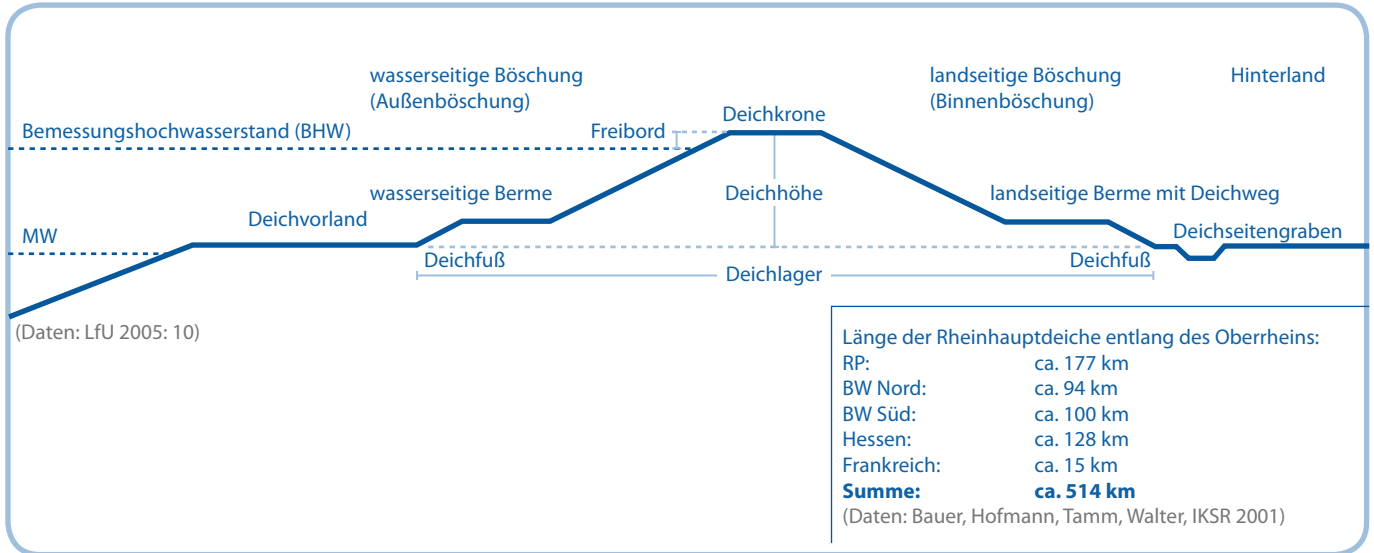 wasserseitige Böschung
(Außenböschung)
landseitige Böschung
(Binnenböschung)
Hinterland
Bemessungshochwasserstand (BHW)
Freibord
Deichkrone
wasserseitige Berme
Deichhöhe
landseitige Berme mit Deichweg
Deichvorland
MW
Deichseitengraben
Deichfuß
Deichlager
Deichfuß
(Daten: LfU 2005: 10)
Länge der Rheinhauptdeiche entlang des Oberrheins:
RP: ca. 177 km
BW Nord: ca. 94 km
BW Süd: ca. 100 km
Hessen: ca. 128 km
Frankreich: ca. 15 km
Summe: ca. 514 km
(Daten: Bauer, Hofmann, Tamm, Walter, IKSR 2001)